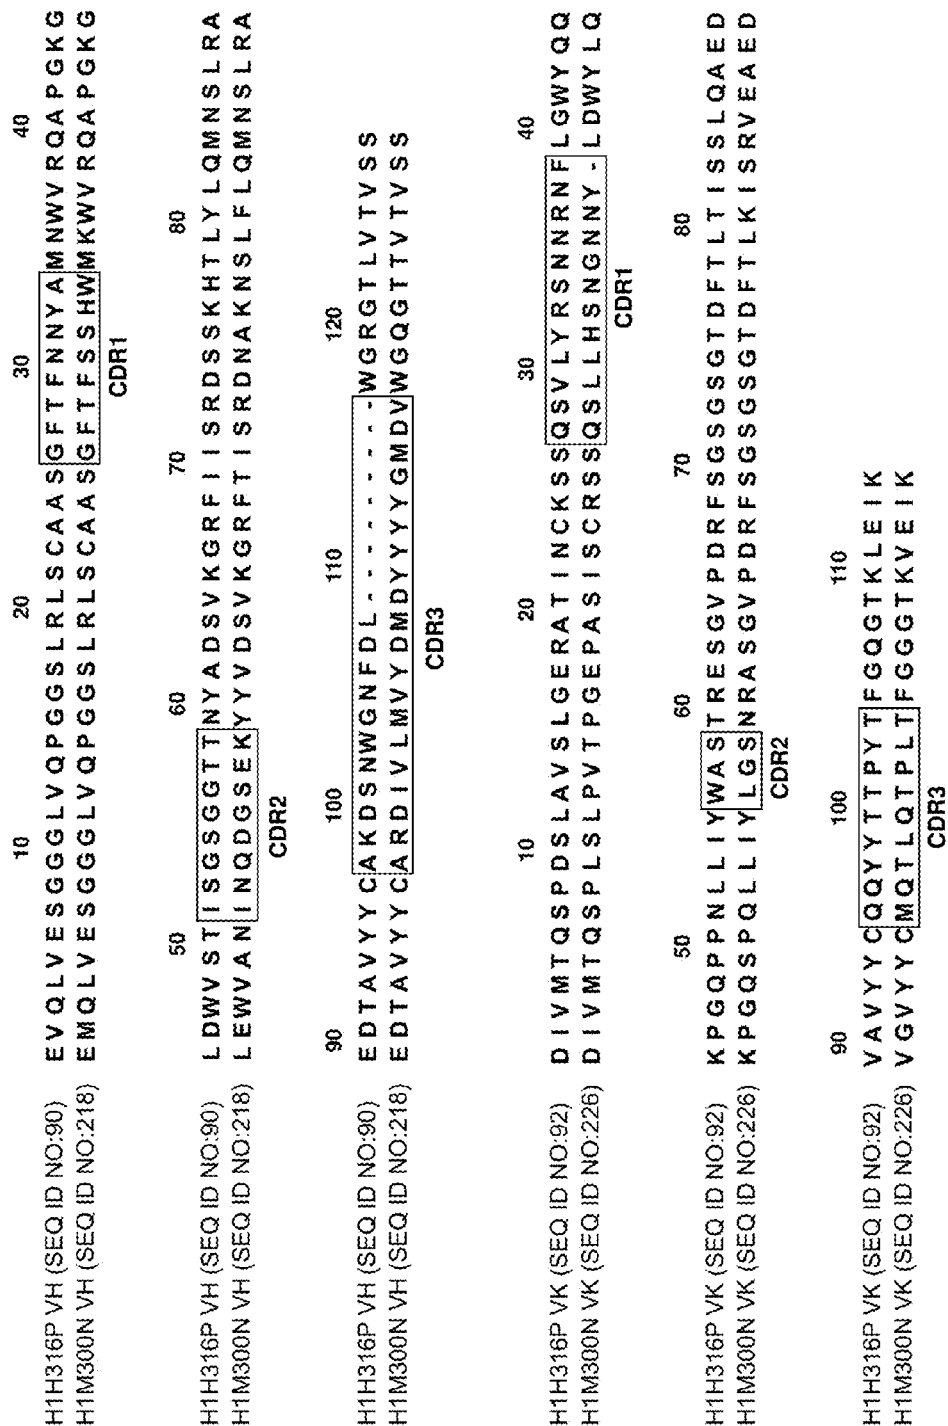 10 20 30 40
H1H316P VH (SEQ ID NO:90) E V Q L V E S G G G L V Q P G G S L R L S C A A S G F T F N N Y A M N W V R Q A P G K G
H1M300N VH (SEQ ID NO:218) E M Q L V E S G G G L V Q P G G S L R L S C A A S G F T F S S H W M K W V R Q A P G K G
CDR1
50 60 70 80
H1H316P VH (SEQ ID NO:90) L D W V S T I S G S G G T T N Y A D S V K G R F I I S R D S S K H T L Y L Q M N S L R A
H1M300N VH (SEQ ID NO:218) L E W V A N I N Q D G S E K Y Y V D S V K G R F T I S R D N A K N S L F L Q M N S L R A
CDR2
90 100 110 120
H1H316P VH (SEQ ID NO:90) E D T A V Y Y C A K D S N W G N F D L - - - - - - - - W G R G T L V T V S S
H1M300N VH (SEQ ID NO:218) E D T A V Y Y C A R D I V L M V Y D M D Y Y Y Y G M D V W G Q G T T V T V S S
CDR3
10 20 30 40
H1H316P VK (SEQ ID NO:92) D I V M T Q S P D S L A V S L G E R A T I N C K S S Q S V L Y R S N N R N F L G W Y Q Q
H1M300N VK (SEQ ID NO:226) D I V M T Q S P L S L P V T P G E P A S I S C R S S Q S L L H S N G N N Y - L D W Y L Q
CDR1
50 60 70 80
H1H316P VK (SEQ ID NO:92) K P G Q P P N L L I Y W A S T R E S G V P D R F S G S G S G T D F T L T I S S L Q A E D
H1M300N VK (SEQ ID NO:226) K P G Q S P Q L L I Y L G S N R A S G V P D R F S G S G S G T D F T L K I S R V E A E D
CDR2
90 100 110
H1H316P VK (SEQ ID NO:92) V A V Y Y C Q Q Y Y T T P Y T F G Q G T K L E I K
H1M300N VK (SEQ ID NO:226) V G V Y Y C M Q T L Q T P L T F G G G T K V E I K
CDR3